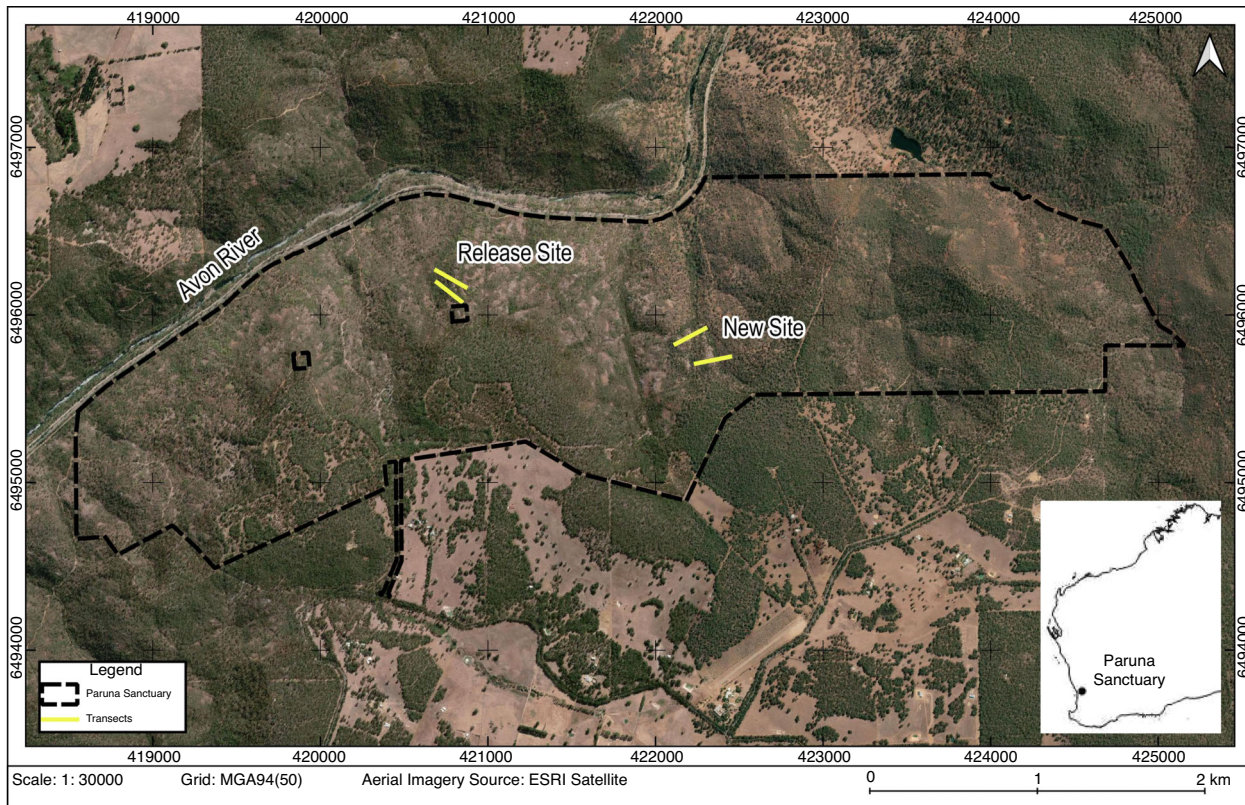 419000 420000 421000 422000 423000 424000 425000
6497000 6497000
Avon River
Release Site
6496000 6496000
New Site
6495000 6495000
6494000 6494000
Legend
Paruna Sanctuary
Transects
Paruna
Sanctuary
419000 420000 421000 422000 423000 424000 425000
Scale: 1: 30000 Grid: MGA94(50) Aerial Imagery Source: ESRI Satellite
0 1 2 km